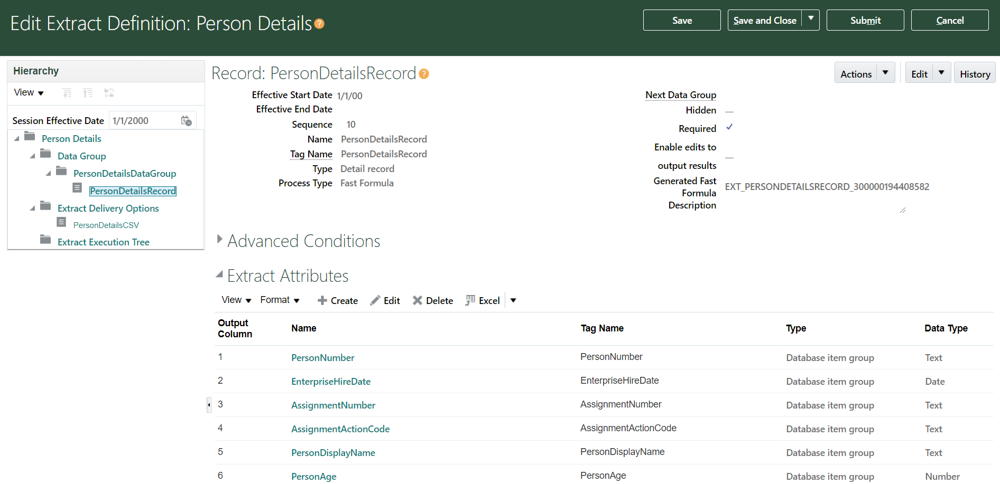 Edit Extract Definition: Person Details
Save
Save and Close
Submit
Cancel
Hierarchy
View
Session Effective Date 1/1/2000
Person Details
Data Group
PersonDetailsDataGroup
PersonDetailsRecord
Extract Delivery Options
PersonDetailsCSV
Extract Execution Tree
Record: PersonDetailsRecord
Actions
Edit
History
Effective Start Date 1/1/00
Effective End Date
Sequence 10
Name PersonDetailsRecord
Tag Name PersonDetailsRecord
Type Detail record
Process Type Fast Formula
Next Data Group
Hidden
Required
Enable edits to
output results
Generated Fast
Formula EXT_PERSONDETAILSRECORD_300000194408582
Description
Advanced Conditions
Extract Attributes
View Format Create Edit Delete Excel
Output
Column Name Tag Name Type Data Type
1 PersonNumber PersonNumber Database item group Text
2 EnterpriseHireDate EnterpriseHireDate Database item group Date
3 AssignmentNumber AssignmentNumber Database item group Text
4 AssignmentActionCode AssignmentActionCode Database item group Text
5 PersonDisplayName PersonDisplayName Database item group Text
6 PersonAge PersonAge Database item group Number